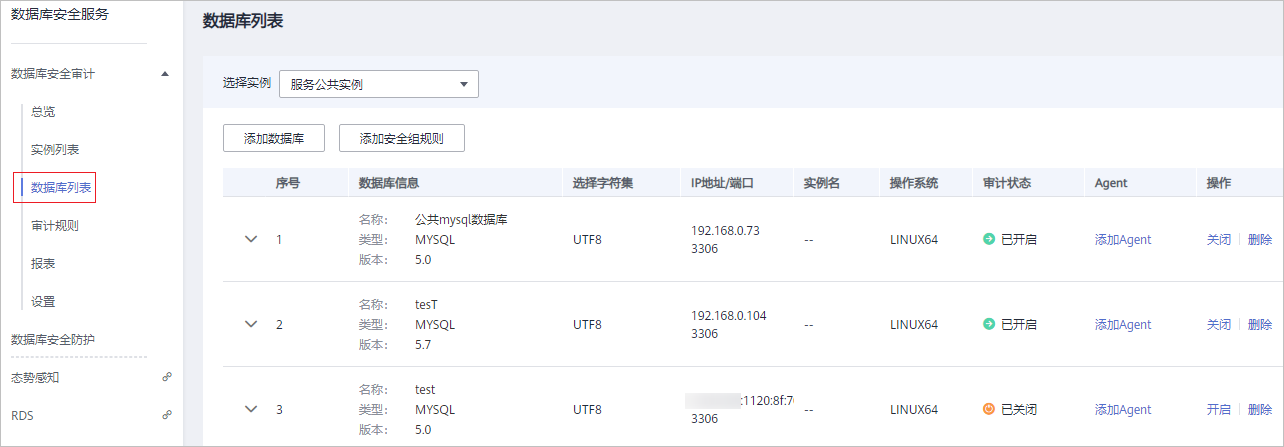 数据库安全服务
数据库安全审计
总览
实例列表
数据库列表
审计规则
报表
设置
数据库安全防护
态势感知
RDS
数据库列表
选择实例 服务公共实例
添加数据库 添加安全组规则
序号 数据库信息 选择字符集 IP地址/端口 实例名 操作系统 审计状态 Agent 操作
1 名称： 公共mysql数据库
类型： MYSQL
版本： 5.0
UTF8 192.168.0.73
3306
-- LINUX64 已开启 添加Agent 关闭 删除
2 名称： tesT
类型： MYSQL
版本： 5.7
UTF8 192.168.0.104
3306
-- LINUX64 已开启 添加Agent 关闭 删除
3 名称： test
类型： MYSQL
版本： 5.0
UTF8 :1120:8f:7
3306
-- LINUX64 已关闭 添加Agent 开启 删除